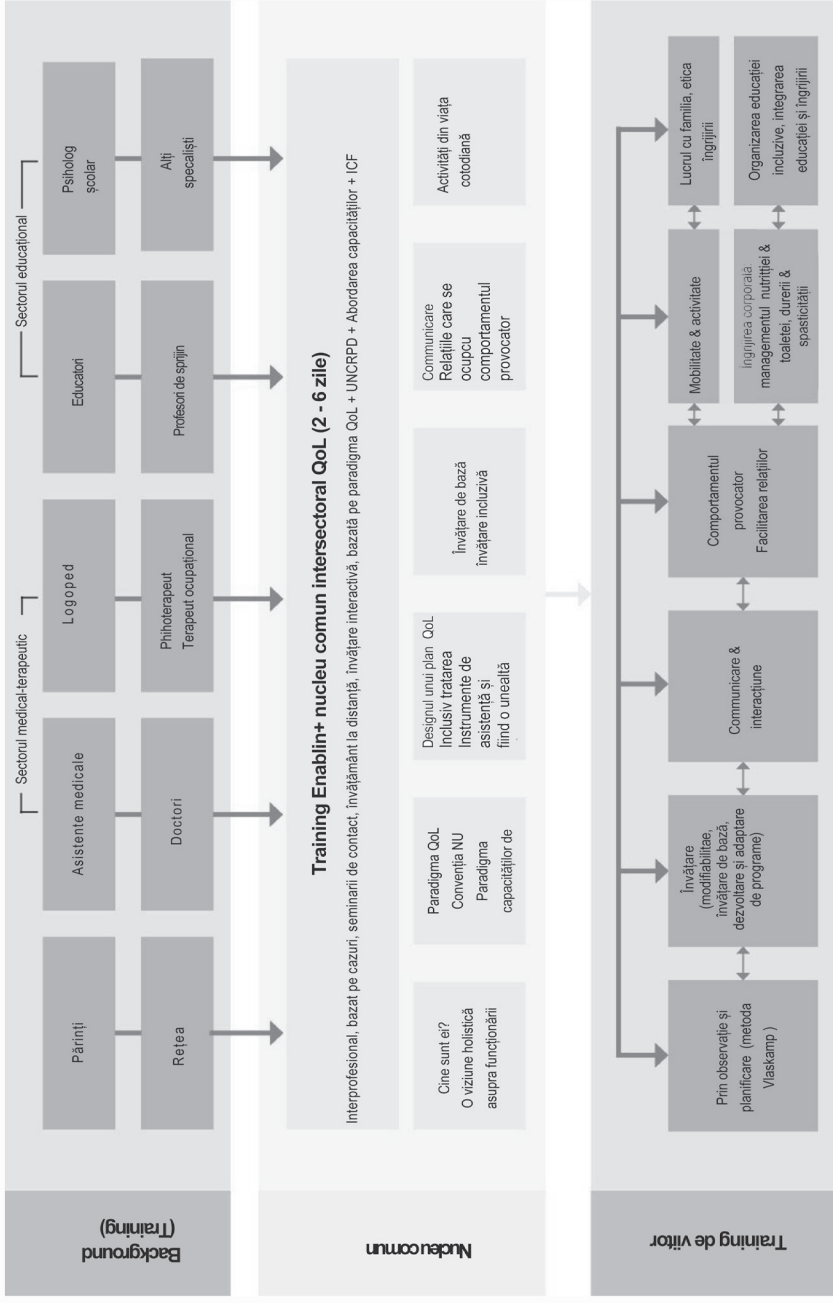 Background
(Training)
Sectorul medical-terapeutic
Sectorul educațional
Părinți
Asistente medicale
Logoped
Educatori
Psiholog
școlar
Rețea
Doctori
Phihoterapeut
Terapeut ocupațional
Profesori de sprijin
Alți
specaliști
Nucleu comun
Training Enablin+ nucleu comun intersectoral QoL (2 - 6 zile)
Interprofesional, bazat pe cazuri, seminarii de contact, învățământ la distanță, învățare interactivă, bazată pe paradigma QoL + UNCRPD + Abordarea capacităților + ICF
Cine sunt ei?
O viziune holistică
asupra funcționării
Paradigma QoL
Convenția NU
Paradigma
capacităților de
Designul unui plan QoL
Inclusiv tratarea
Instrumente de
asistență și
fiind o unealtă
Învățare de bază
învățare incluzivă
Communicare
Relațiile care se
ocupcu
comportamentul
provocator
Activități din viața
cotodiană
Training de viitor
Prin observație și
planificare (metoda
Vlaskamp )
Învățare
(modifiabilitae,
învățare de bază,
dezvoltare și adaptare
de programe)
Communicare &
interacțiune
Comportamentul
provocator
Facilitarea relațiilor
Mobilitate & activitate
Îngrijirea corporală:
managementul nutritției &
toaletei, durerii &
spasticității
Lucrul cu familia, etica
îngrijirii
Organizarea educației
incluzive, integrarea
educației și îngrijirii